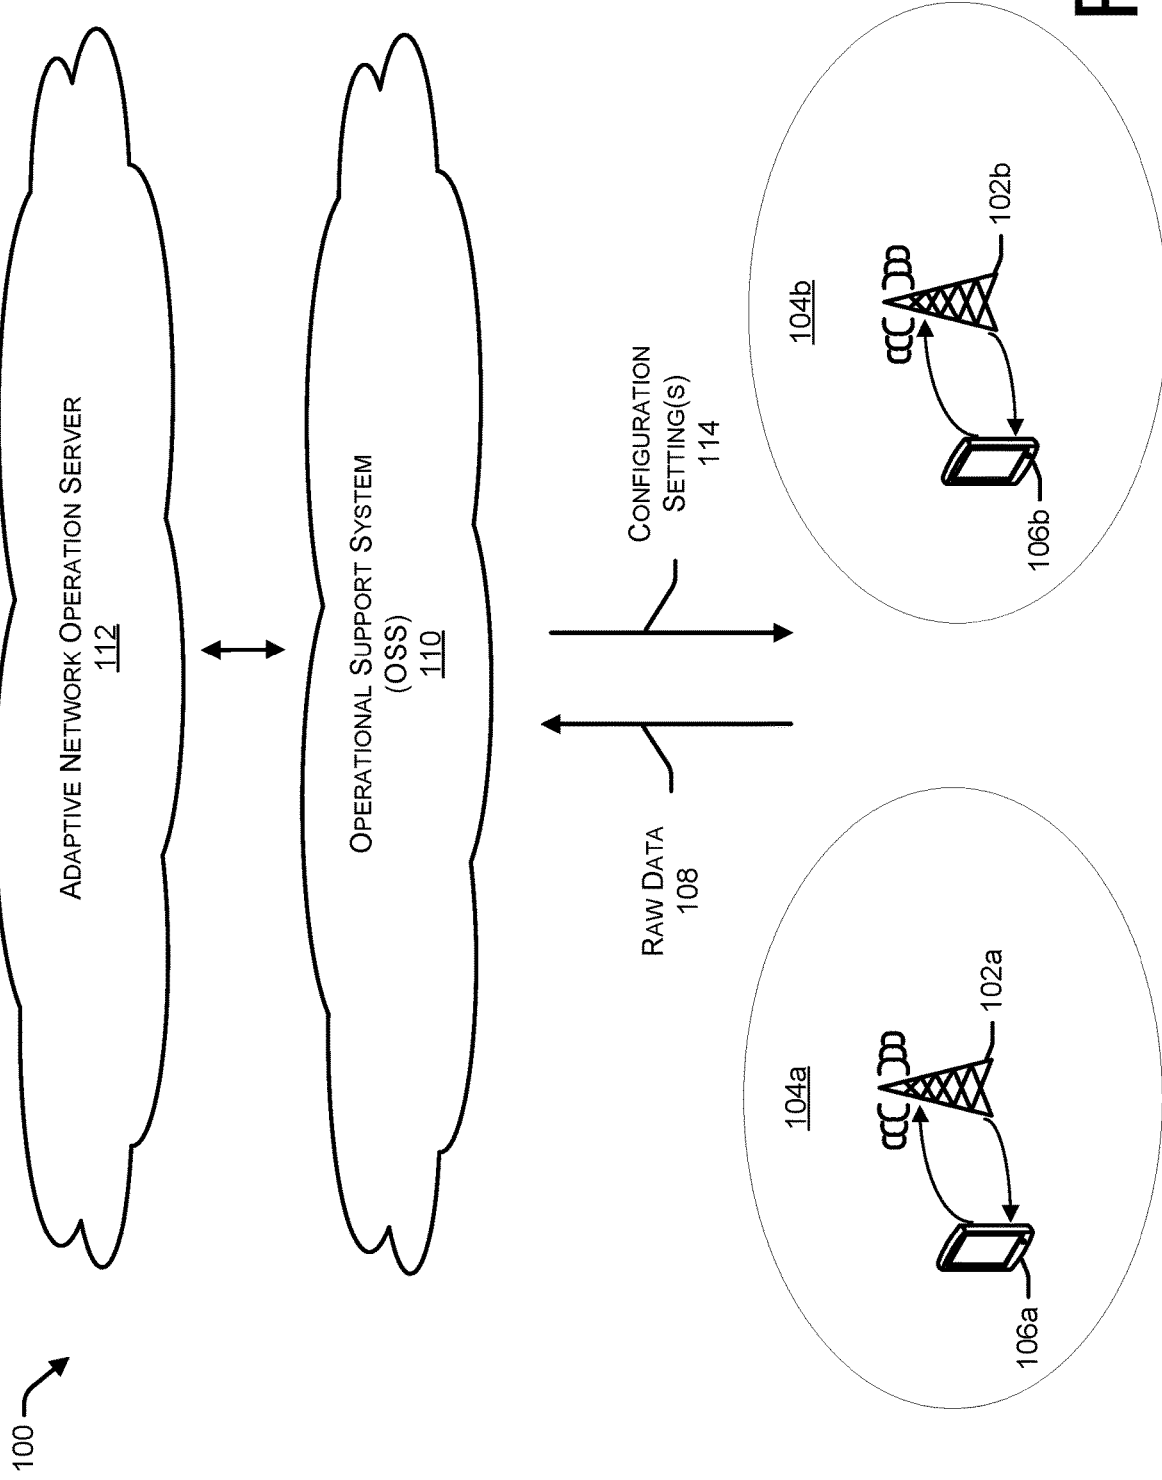 100
ADAPTIVE NETWORK OPERATION SERVER
112
OPERATIONAL SUPPORT SYSTEM
(OSS)
110
RAW DATA
108
CONFIGURATION
SETTING(S)
114
104a
102a
106a
104b
102b
106b